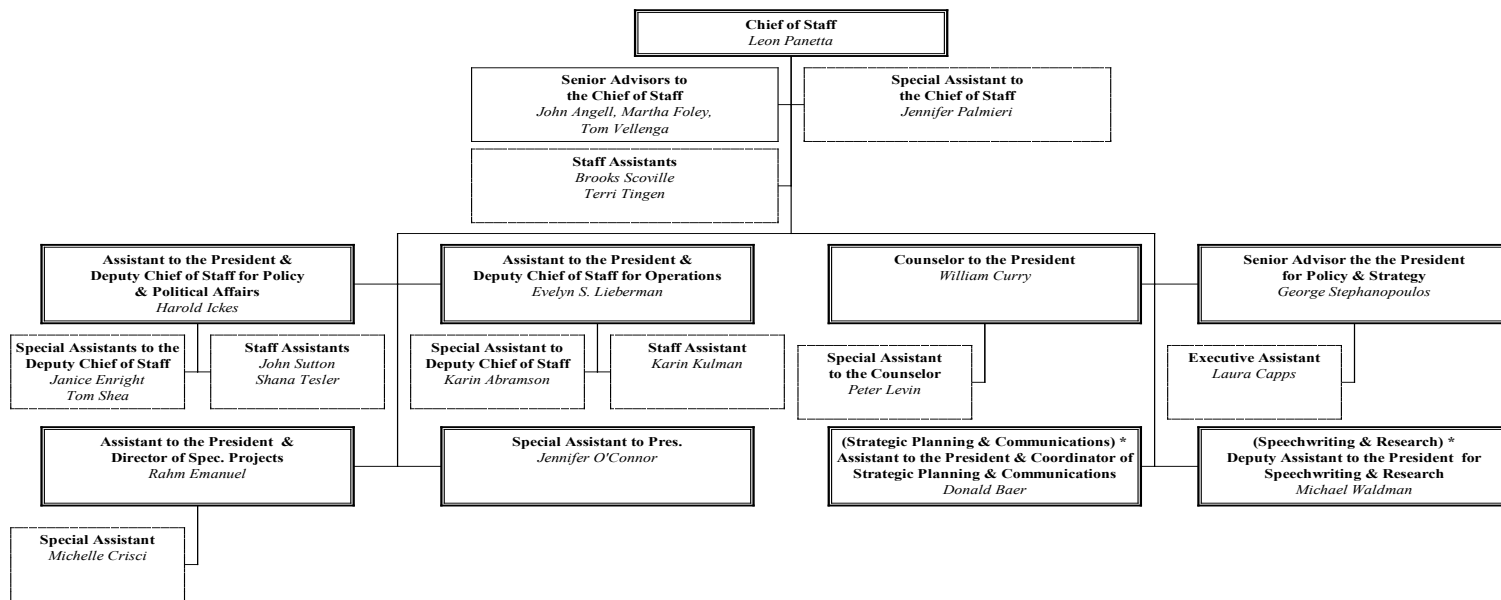 Chief of Staff
Leon Panetta
Senior Advisors to
the Chief of Staff
John Angell, Martha Foley,
Tom Vellenga
Special Assistant to
the Chief of Staff
Jennifer Palmieri
Staff Assistants
Brooks Scoville
Terri Tingen
Assistant to the President &
Deputy Chief of Staff for Policy
& Political Affairs
Harold Ickes
Assistant to the President &
Deputy Chief of Staff for Operations
Evelyn S. Lieberman
Counselor to the President
William Curry
Senior Advisor the the President
for Policy & Strategy
George Stephanopoulos
Special Assistants to the
Deputy Chief of Staff
Janice Enright
Tom Shea
Staff Assistants
John Sutton
Shana Tesler
Special Assistant to
Deputy Chief of Staff
Karin Abramson
Staff Assistant
Karin Kulman
Special Assistant
to the Counselor
Peter Levin
Executive Assistant
Laura Capps
Assistant to the President &
Director of Spec. Projects
Rahm Emanuel
Special Assistant to Pres.
Jennifer O'Connor
(Strategic Planning & Communications) *
Assistant to the President & Coordinator of
Strategic Planning & Communications
Donald Baer
(Speechwriting & Research) *
Deputy Assistant to the President for
Speechwriting & Research
Michael Waldman
Special Assistant
Michelle Crisci